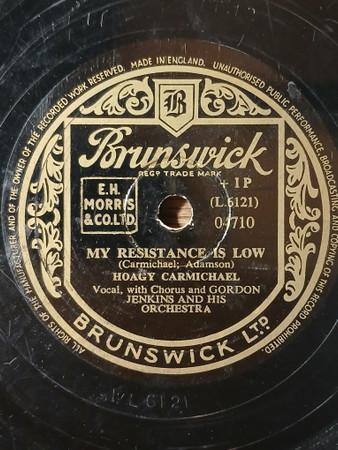 ALL RIGHTS OF THE MANUFACTURER AND OF THE OWNER OF THE RECORDED WORK RESERVED. MADE IN ENGLAND. UNAUTHORISED PUBLIC PERFORMANCE, BROADCASTING AND COPYING OF THIS RECORD PROHIBITED.
B
Brunswick
REGD TRADE MARK
E.H.
MORRIS
& CO. LTD.
+ 1P
(L.6121)
04710
MY RESISTANCE IS LOW
(Carmichael; Adamson)
HOAGY CARMICHAEL
Vocal, with Chorus and GORDON
JENKINS AND HIS
ORCHESTRA
BRUNSWICK LTD.
L 6121